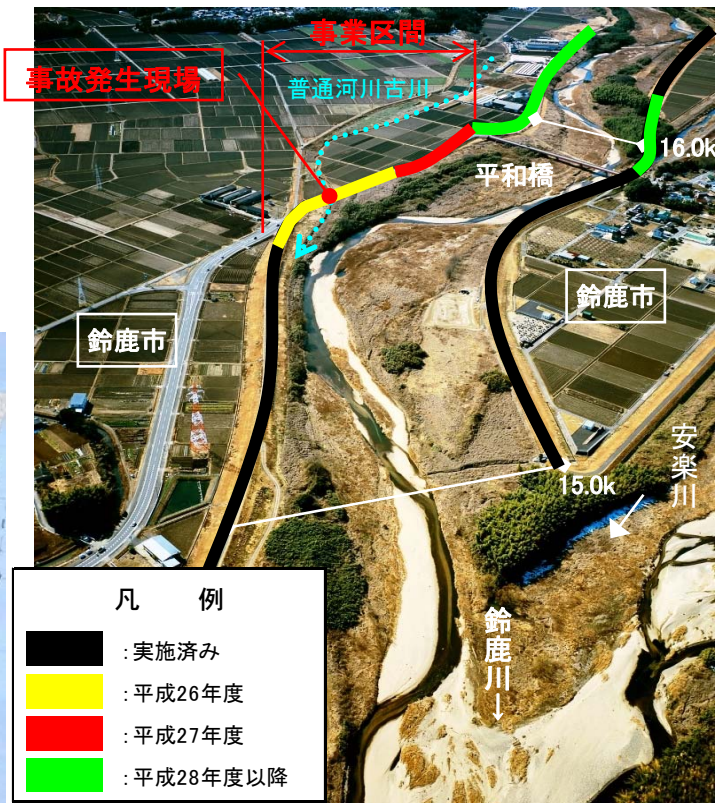 事業区間
事故発生現場
普通河川古川
16.0k
平和橋
鈴鹿市
鈴鹿市
安楽川
15.0k
鈴鹿川
凡 例
:実施済み
:平成26年度
:平成27年度
:平成28年度以降